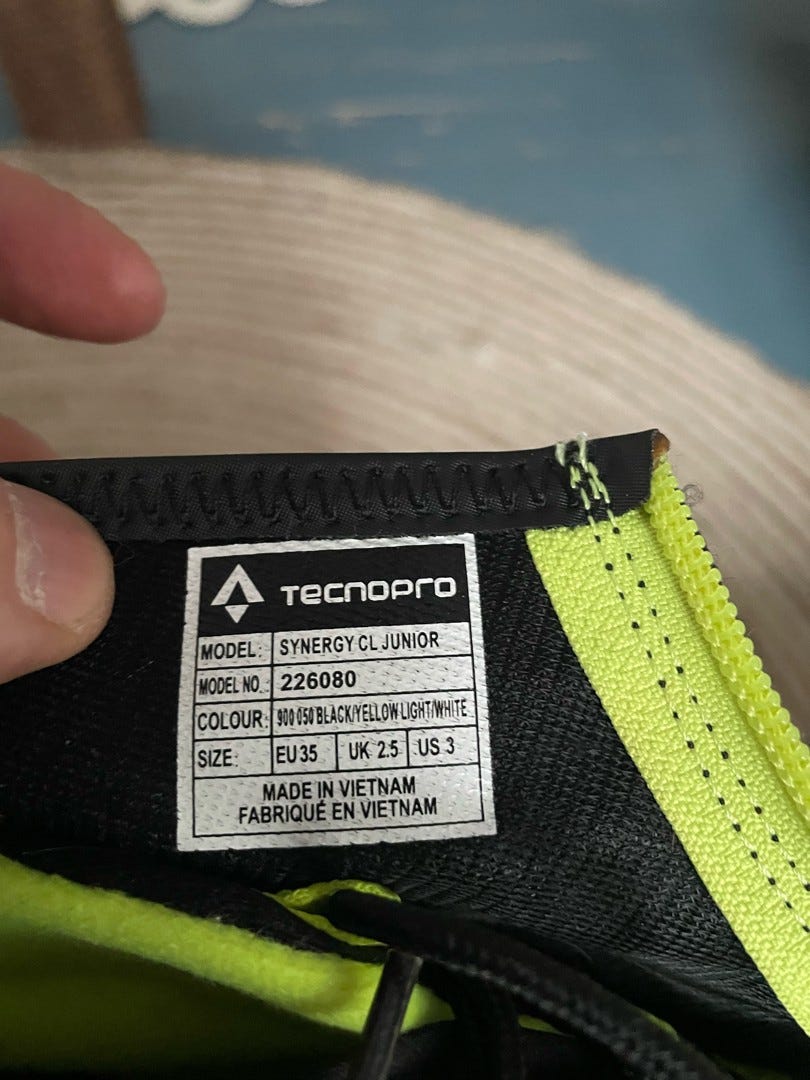 TECNOPRO
MODEL: SYNERGY CL JUNIOR
MODEL NO. 226080
COLOUR: 900 050 BLACK/YELLOW LIGHT/WHITE
SIZE: EU 35 UK 2.5 US 3
MADE IN VIETNAM
FABRIQUÉ EN VIETNAM